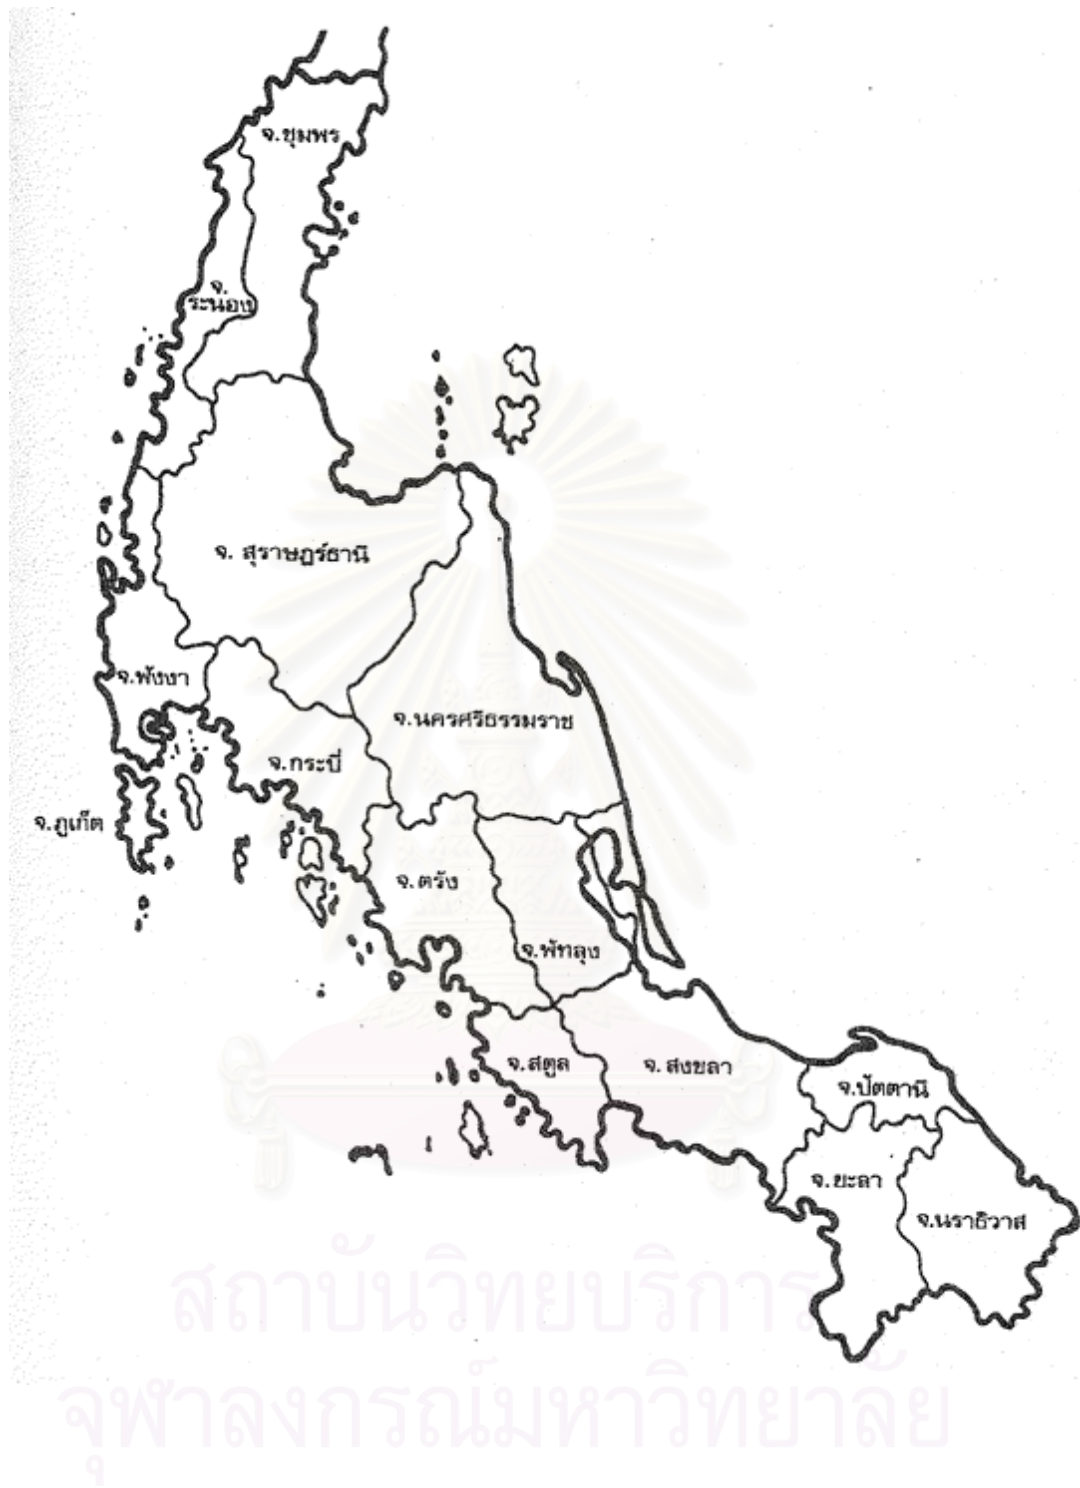 จ.ชุมพร
จ.
ระนอง
จ. สุราษฎร์ธานี
จ.พังงา
จ.นครศรีธรรมราช
จ.กระบี่
จ.ภูเก็ต
จ.ตรัง
จ.พัทลุง
จ.สตูล
จ. สงขลา
จ.ปัตตานี
จ.ยะลา
จ.นราธิวาส
สถาบันวิทยบริการ
จุฬาลงกรณ์มหาวิทยาลัย